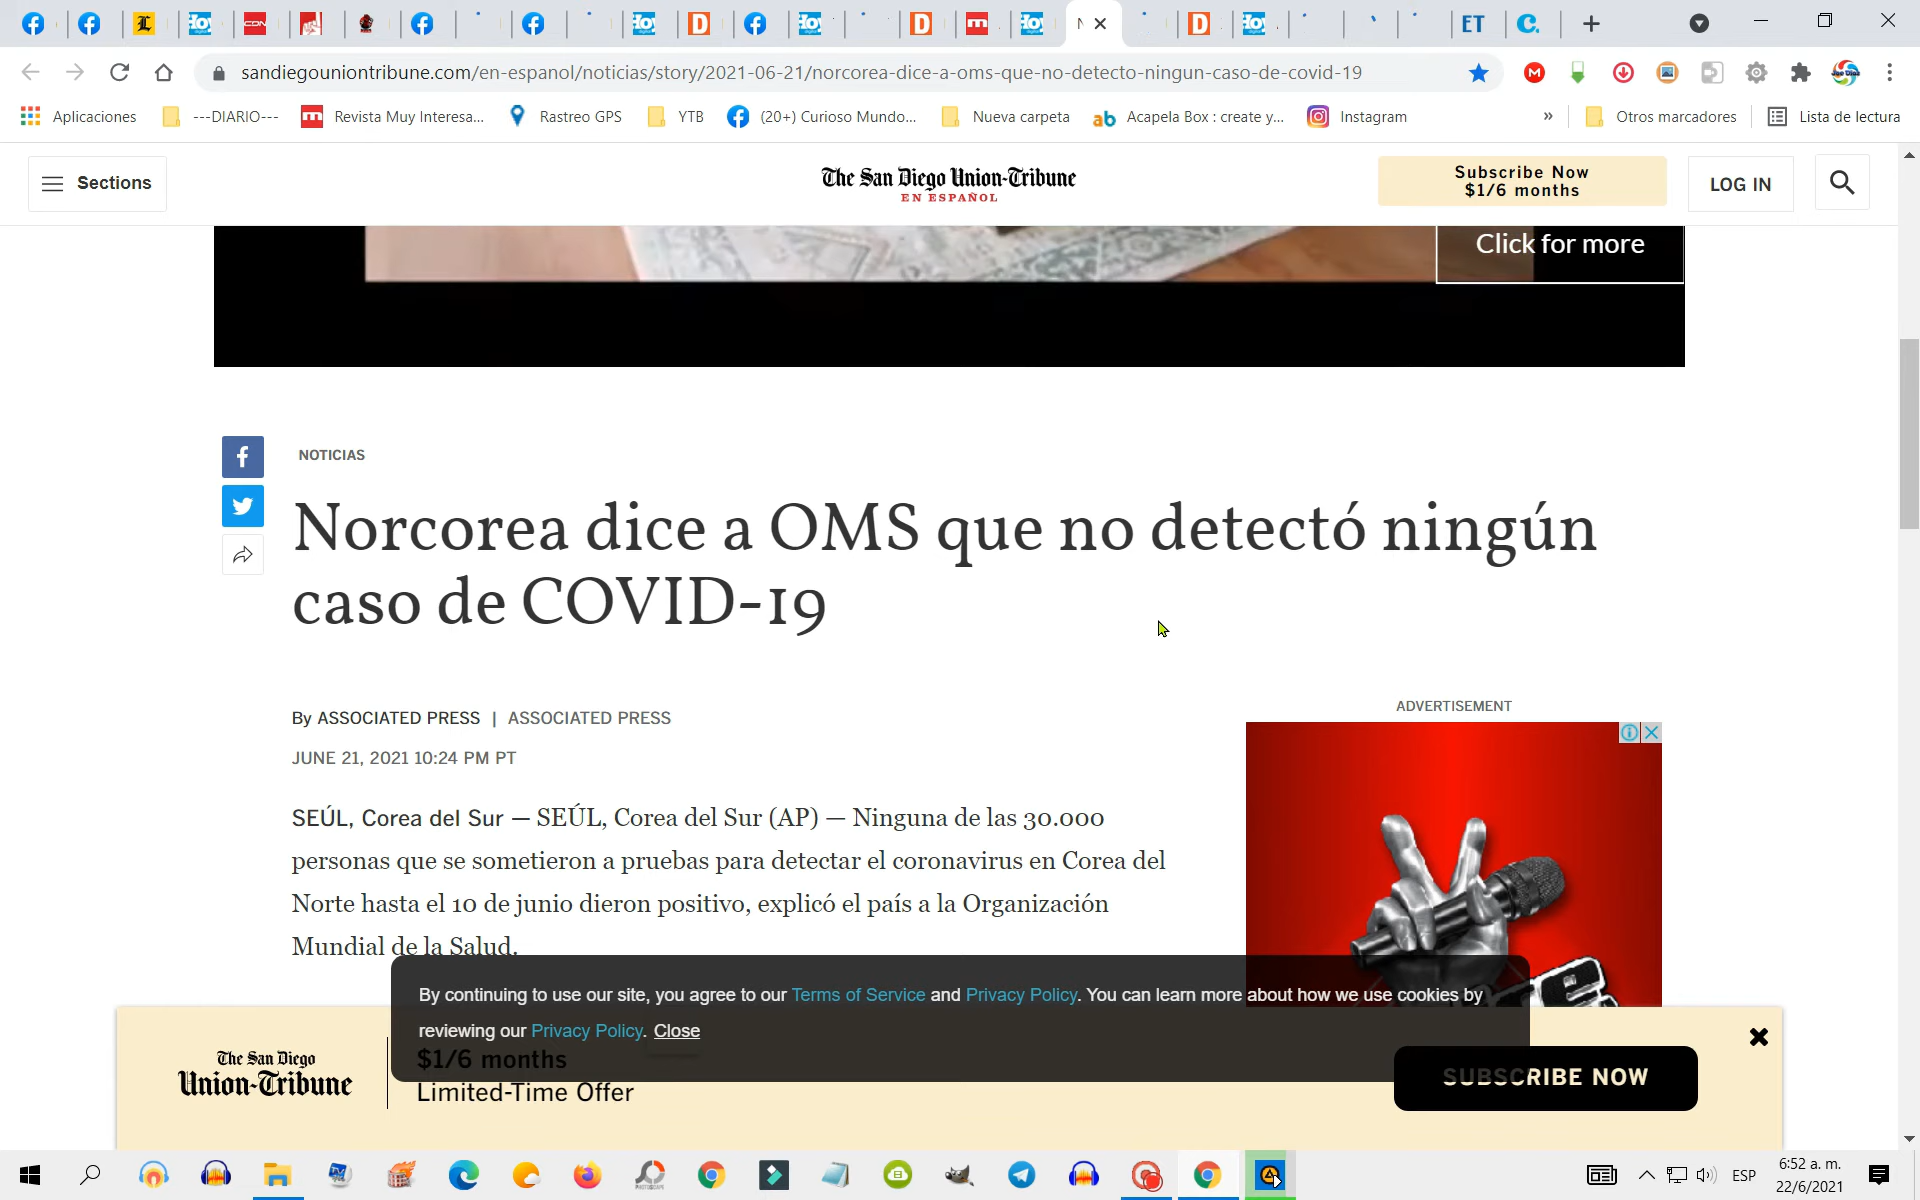 CDN
D
D
m
ET
sandiegouniontribune.com/en-espanol/noticias/story/2021-06-21/norcorea-dice-a-oms-que-no-detecto-ningun-caso-de-covid-19
Aplicaciones
---DIARIO---
Revista Muy Interesa...
Rastreo GPS
YTB
(20+) Curioso Mundo...
Nueva carpeta
ab Acapela Box : create y...
Instagram
»
Otros marcadores
Lista de lectura
Sections
The San Diego Union-Tribune
EN ESPAÑOL
Subscribe Now
$1/6 months
LOG IN
Click for more
NOTICIAS
Norcorea dice a OMS que no detectó ningún
caso de COVID-19
By ASSOCIATED PRESS | ASSOCIATED PRESS
JUNE 21, 2021 10:24 PM PT
ADVERTISEMENT
SEÚL, Corea del Sur — SEÚL, Corea del Sur (AP) — Ninguna de las 30.000
personas que se sometieron a pruebas para detectar el coronavirus en Corea del
Norte hasta el 10 de junio dieron positivo, explicó el país a la Organización
Mundial de la Salud.
By continuing to use our site, you agree to our Terms of Service and Privacy Policy. You can learn more about how we use cookies by
reviewing our Privacy Policy. Close
The San Diego
Union-Tribune
$1/6 months
Limited-Time Offer
SUBSCRIBE NOW
ESP
6:52 a. m.
22/6/2021